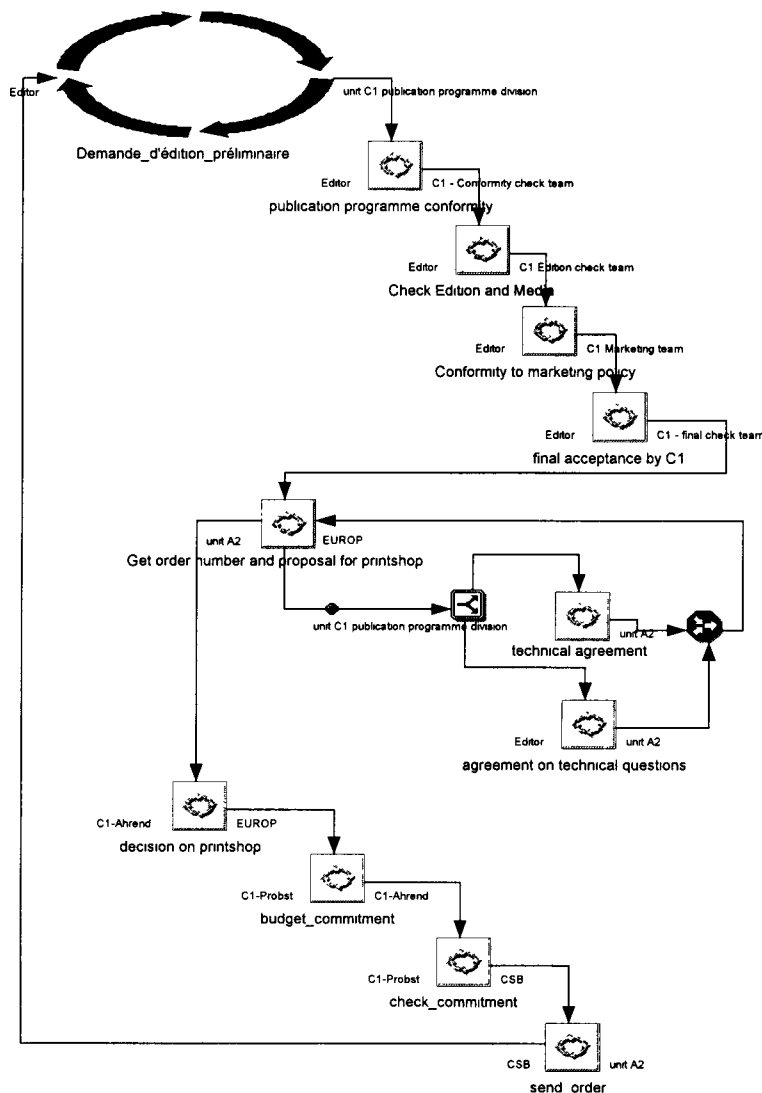 Editor
unit C1 publication programme division
Demande_d'édition_préliminaire
Editor
C1 - Conformity check team
publication programme conformity
Editor
C1 Edition check team
Check Edition and Media
Editor
C1 Marketing team
Conformity to marketing policy
Editor
C1 - final check team
final acceptance by C1
unit A2
EUROP
Get order number and proposal for printshop
unit C1 publication programme division
unit A2
technical agreement
Editor
unit A2
agreement on technical questions
C1-Ahrend
EUROP
decision on printshop
C1-Probst
C1-Ahrend
budget_commitment
C1-Probst
CSB
check_commitment
CSB
unit A2
send_order